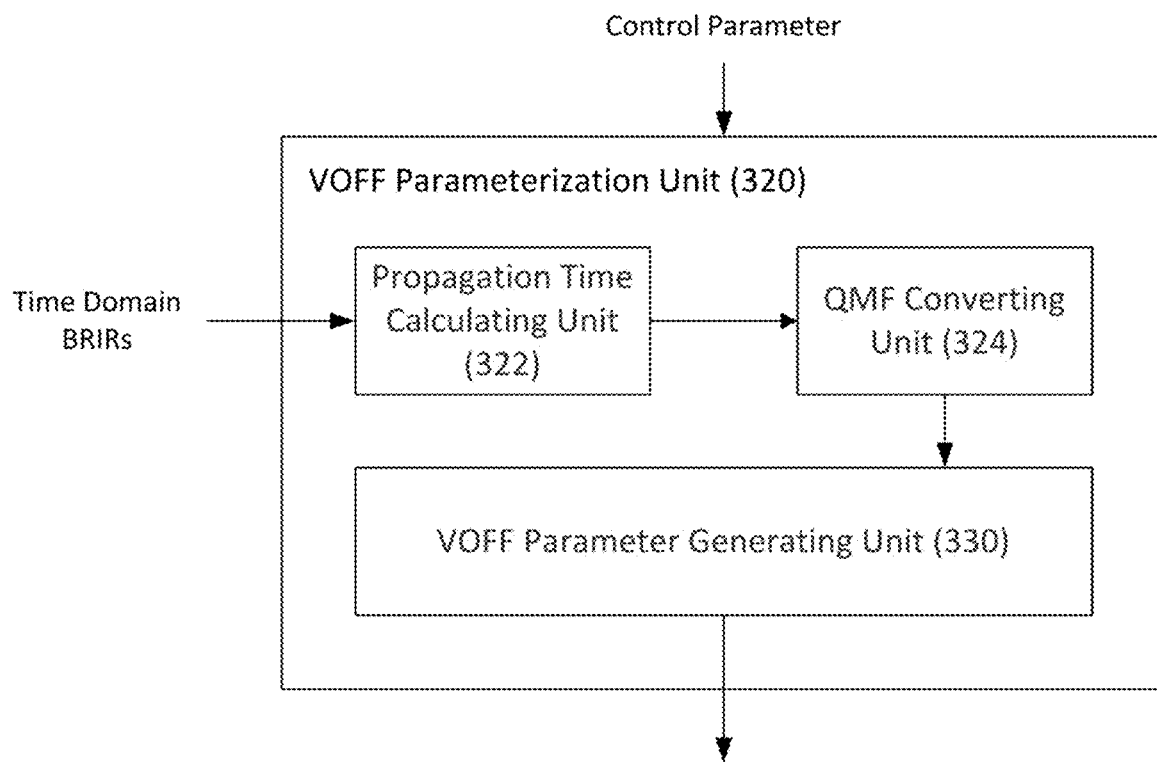 Control Parameter
VOFF Parameterization Unit (320)
Time Domain
BRIRs
Propagation Time
Calculating Unit
(322)
QMF Converting
Unit (324)
VOFF Parameter Generating Unit (330)